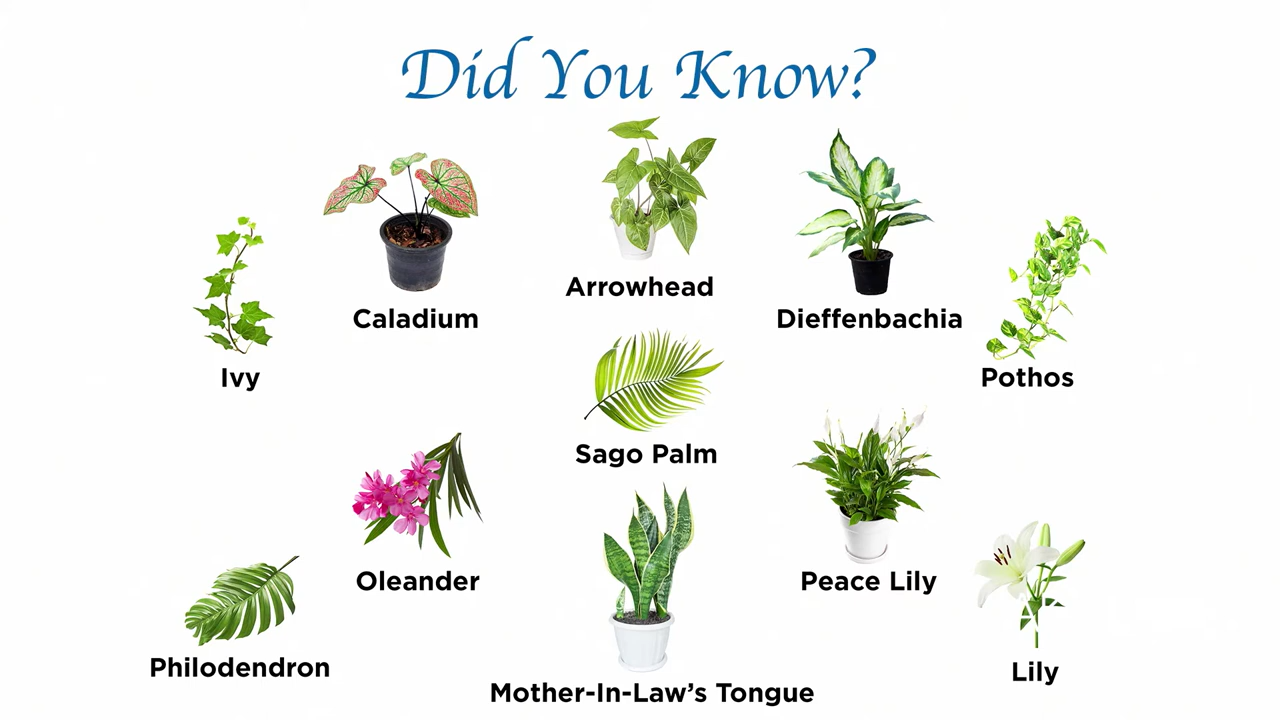 Did You Know?
Caladium
Arrowhead
Dieffenbachia
Ivy
Pothos
Sago Palm
Oleander
Peace Lily
Philodendron
Mother-In-Law's Tongue
Lily